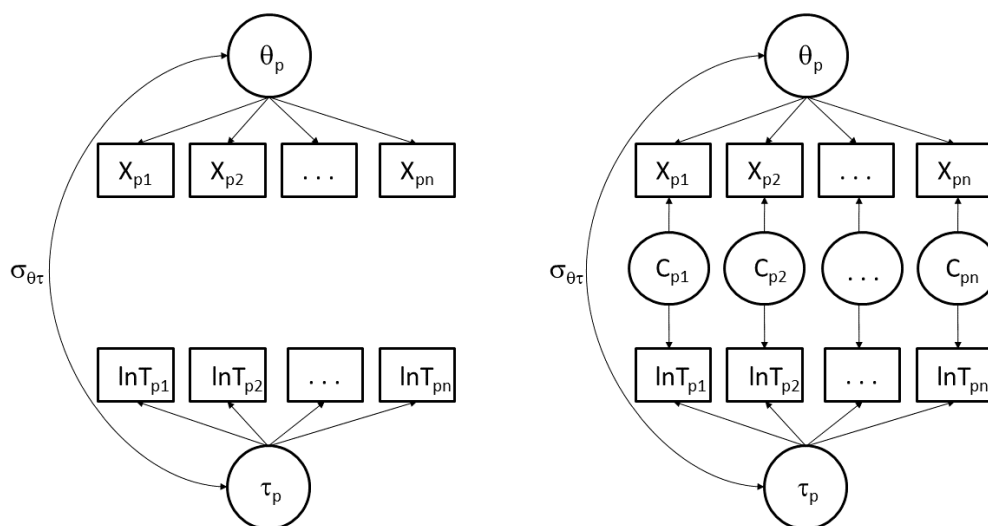 θp
Xp1 Xp2 ... Xpn
σθτ
lnTp1 lnTp2 ... lnTpn
τp
θp
Xp1 Xp2 ... Xpn
σθτ
Cp1 Cp2 ... Cpn
lnTp1 lnTp2 ... lnTpn
τp